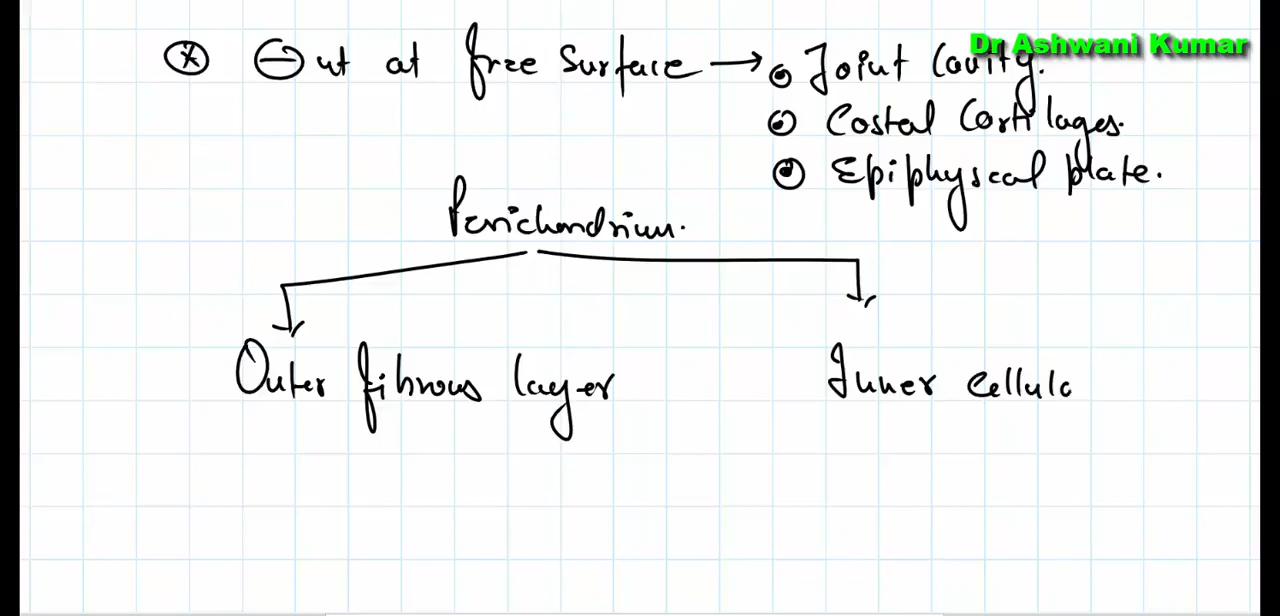 Dr Ashwani Kumar
* ⊖ut at free Surface → Joint Cavity.
Costal Cartilages.
Epiphyseal plate.
Perichondrium.
Outer fibrous layer
Inner Cellula